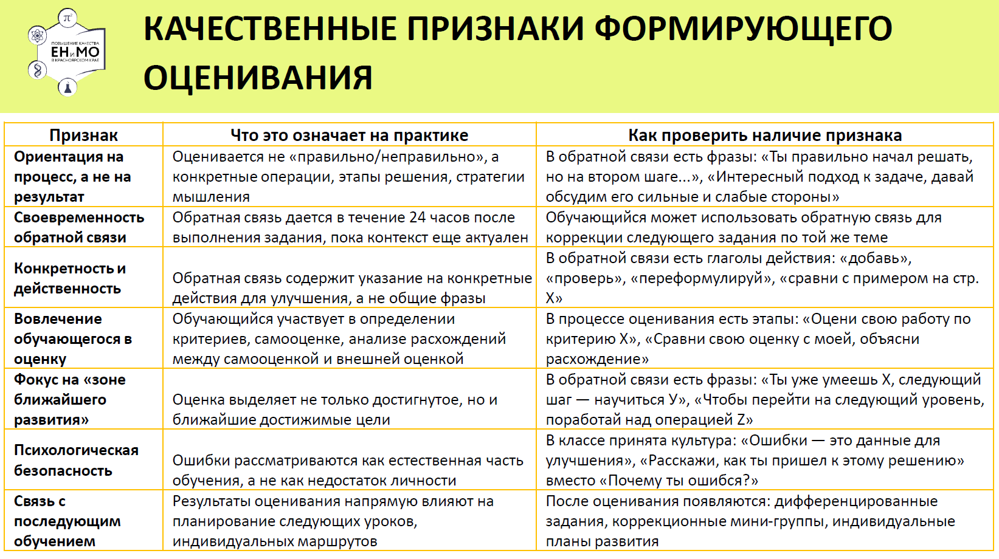 π²
ПОВЫШЕНИЕ КАЧЕСТВА
ЕН и МО
В КРАСНОЯРСКОМ КРАЕ
КАЧЕСТВЕННЫЕ ПРИЗНАКИ ФОРМИРУЮЩЕГО
ОЦЕНИВАНИЯ
Признак
Что это означает на практике
Как проверить наличие признака
Ориентация на
процесс, а не на
результат
Оценивается не «правильно/неправильно», а
конкретные операции, этапы решения, стратегии
мышления
В обратной связи есть фразы: «Ты правильно начал решать,
но на втором шаге...», «Интересный подход к задаче, давай
обсудим его сильные и слабые стороны»
Своевременность
обратной связи
Обратная связь дается в течение 24 часов после
выполнения задания, пока контекст еще актуален
Обучающийся может использовать обратную связь для
коррекции следующего задания по той же теме
Конкретность и
действенность
Обратная связь содержит указание на конкретные
действия для улучшения, а не общие фразы
В обратной связи есть глаголы действия: «добавь»,
«проверь», «переформулируй», «сравни с примером на стр.
X»
Вовлечение
обучающегося в
оценку
Обучающийся участвует в определении
критериев, самооценке, анализе расхождений
между самооценкой и внешней оценкой
В процессе оценивания есть этапы: «Оцени свою работу по
критерию X», «Сравни свою оценку с моей, объясни
расхождение»
Фокус на «зоне
ближайшего
развития»
Оценка выделяет не только достигнутое, но и
ближайшие достижимые цели
В обратной связи есть фразы: «Ты уже умеешь X, следующий
шаг — научиться У», «Чтобы перейти на следующий уровень,
поработай над операцией Z»
Психологическая
безопасность
Ошибки рассматриваются как естественная часть
обучения, а не как недостаток личности
В классе принята культура: «Ошибки — это данные для
улучшения», «Расскажи, как ты пришел к этому решению»
вместо «Почему ты ошибся?»
Связь с
последующим
обучением
Результаты оценивания напрямую влияют на
планирование следующих уроков,
индивидуальных маршрутов
После оценивания появляются: дифференцированные
задания, коррекционные мини-группы, индивидуальные
планы развития